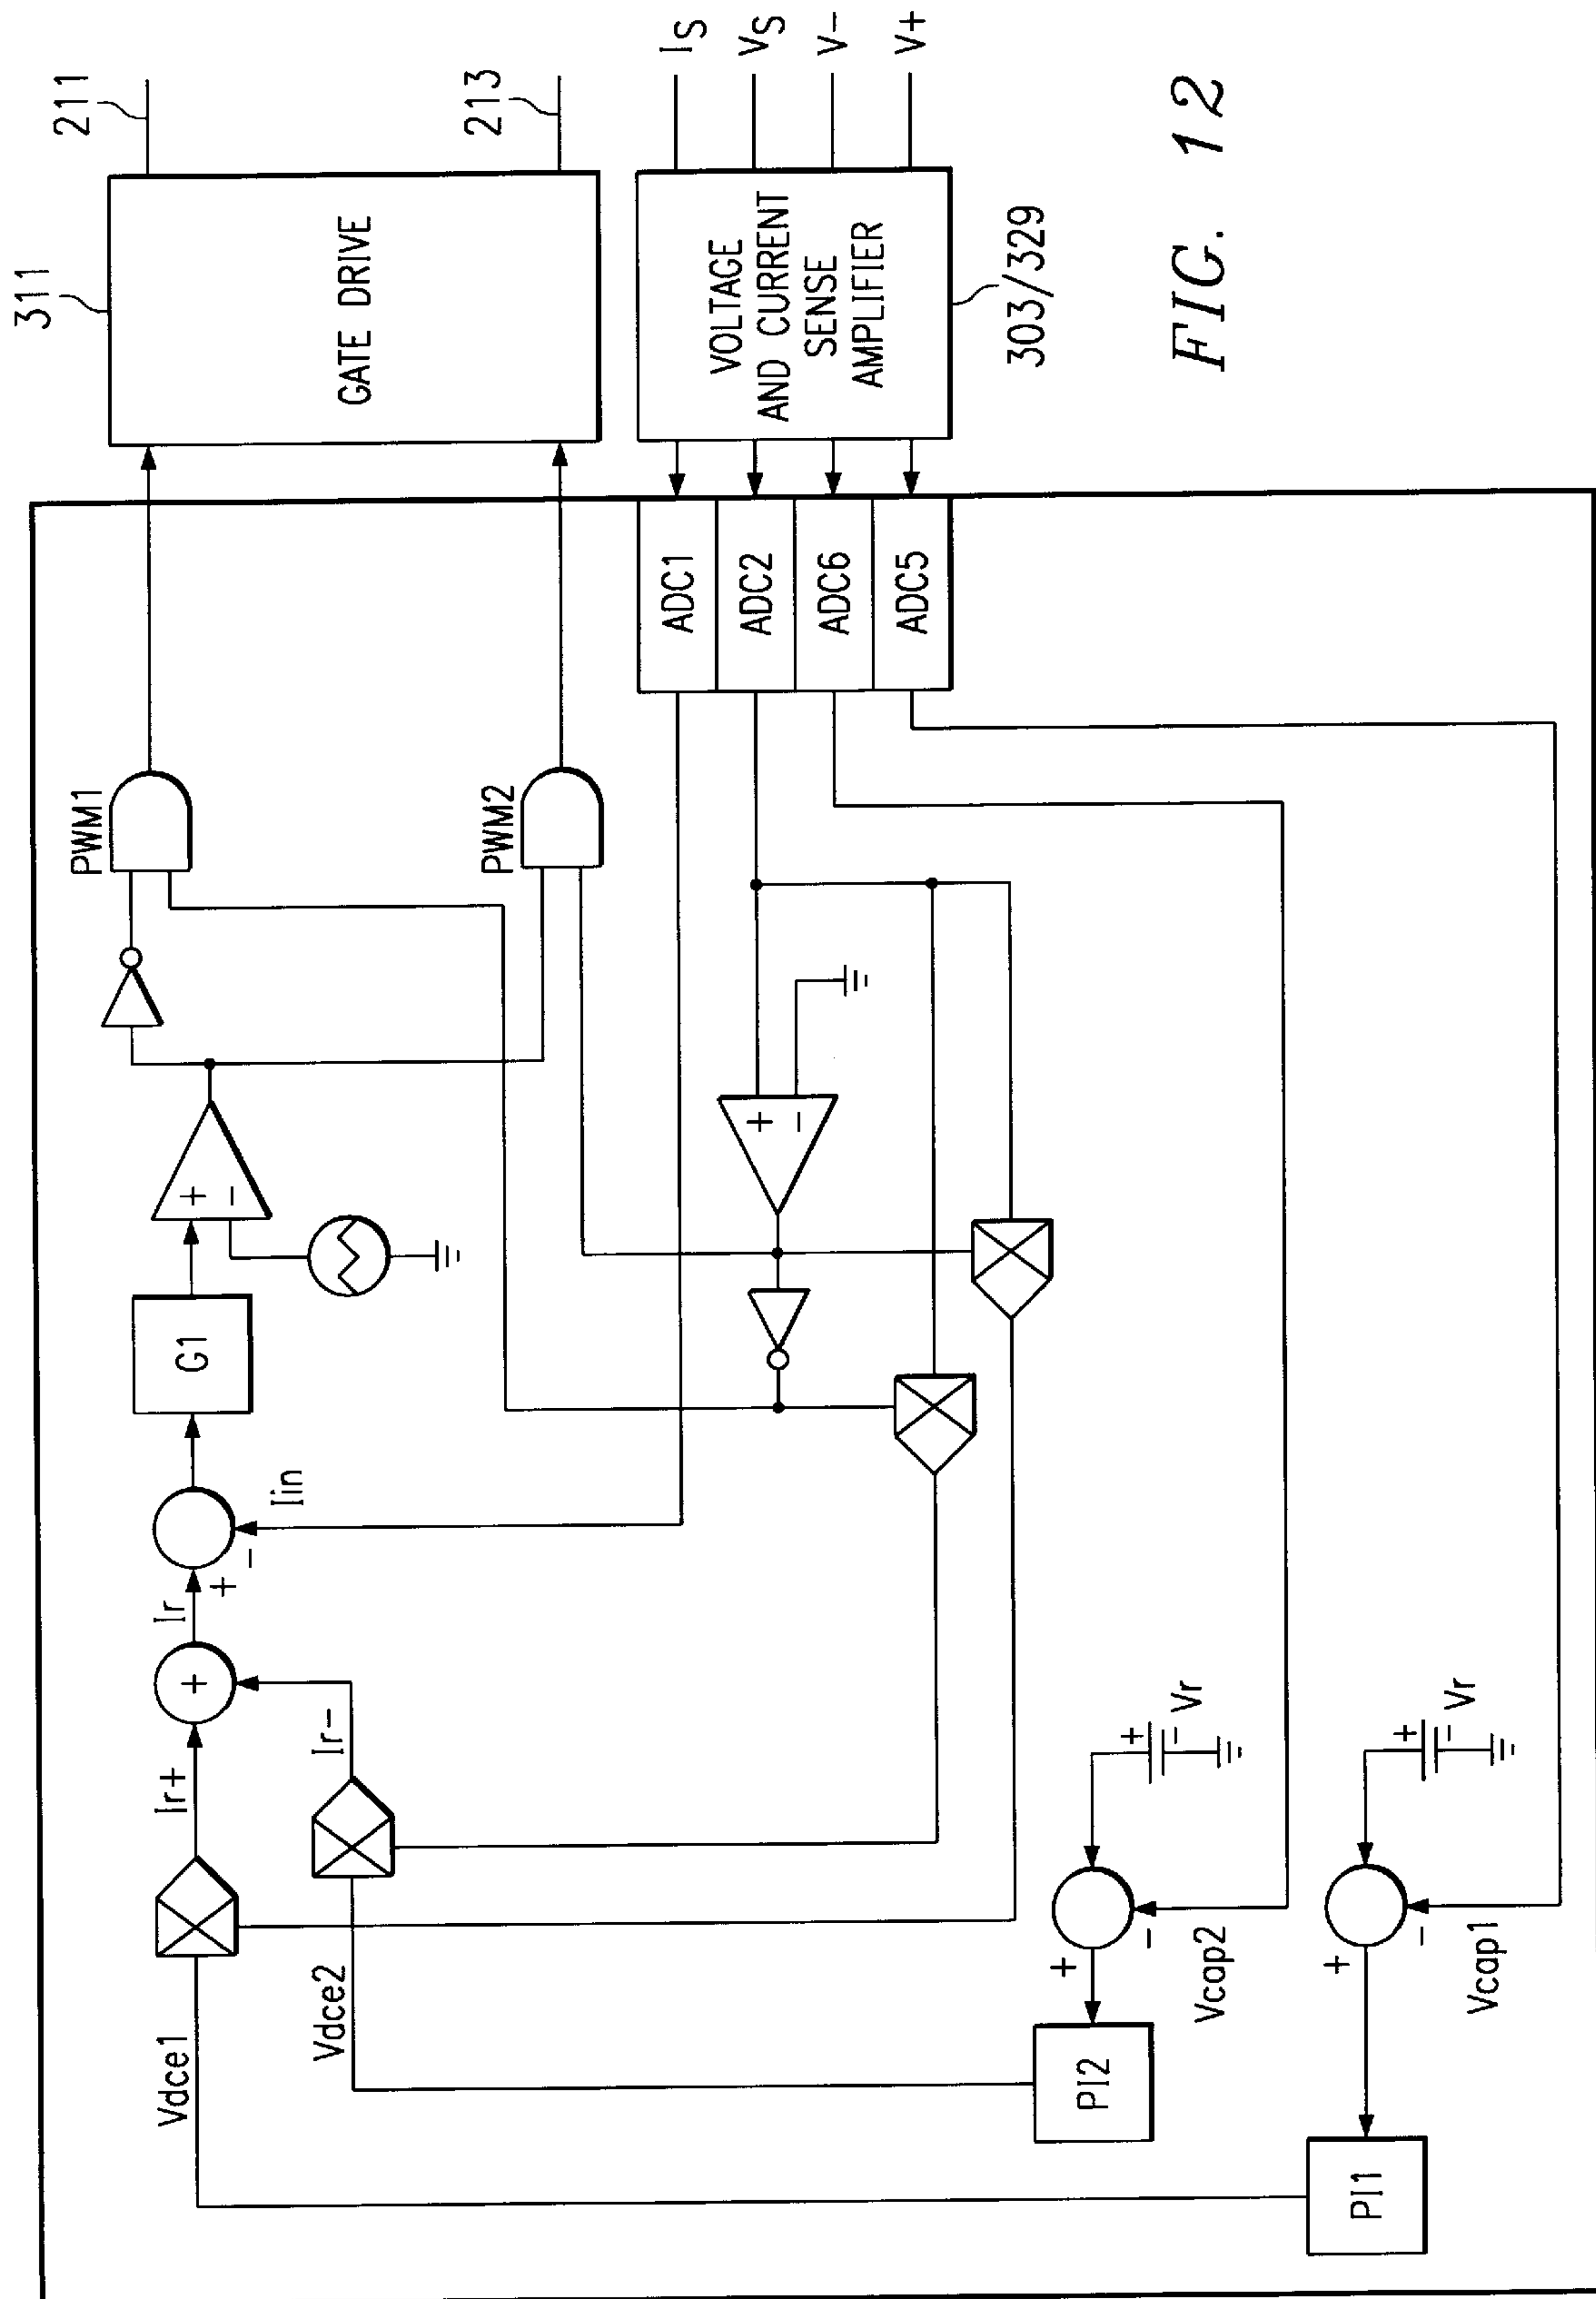 311
211
GATE DRIVE
213
PWM1
PWM2
G1
Iin
Ir
+
-
+
-
+
Ir+
Ir-
Vdce1
Vdce2
IS
VS
V-
V+
VOLTAGE
AND CURRENT
SENSE
AMPLIFIER
303/329
ADC1
ADC2
ADC6
ADC5
+
-
+
-
Vr
+
-
Vcap2
PI2
+
-
Vr
+
-
Vcap1
PI1
FIG. 12